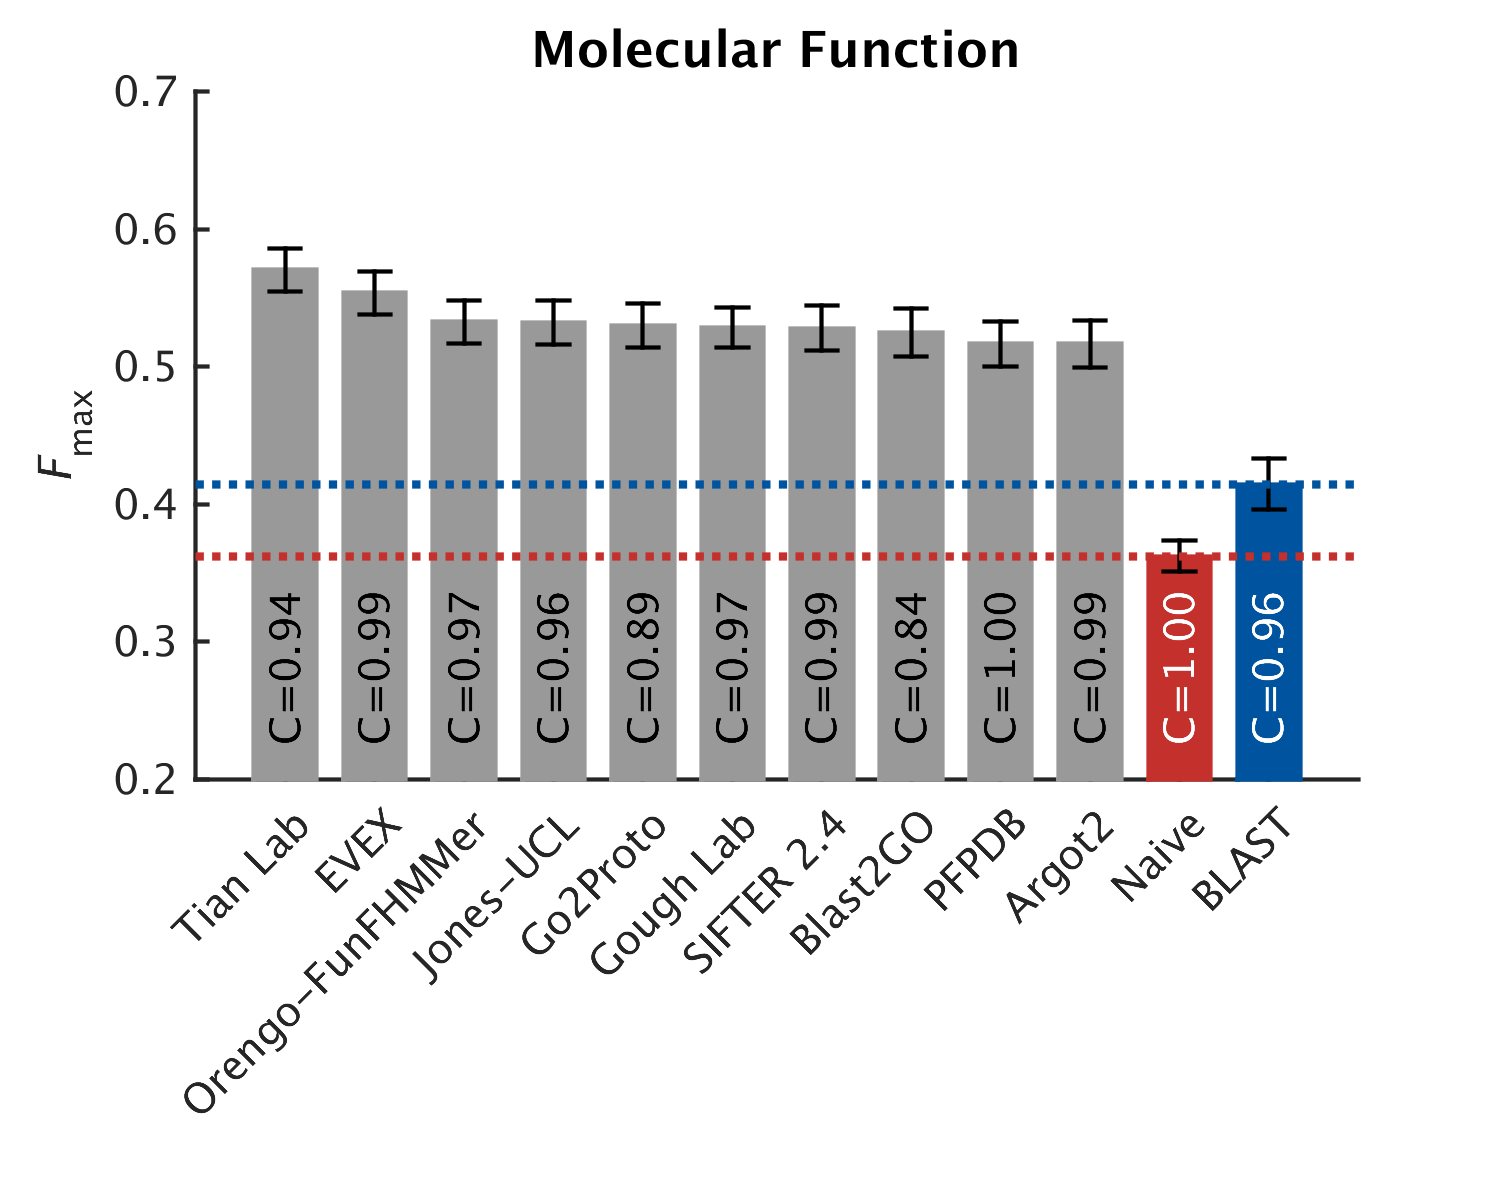 Molecular Function
0.7
0.6
0.5
0.4
0.3
0.2
Fmax
C=0.94
C=0.99
C=0.97
C=0.96
C=0.89
C=0.97
C=0.99
C=0.84
C=1.00
C=0.99
C=1.00
C=0.96
Tian Lab
EVEX
Orengo-FunFHMMer
Jones-UCL
Go2Proto
Gough Lab
SIFTER 2.4
Blast2GO
PFPDB
Argot2
Naive
BLAST